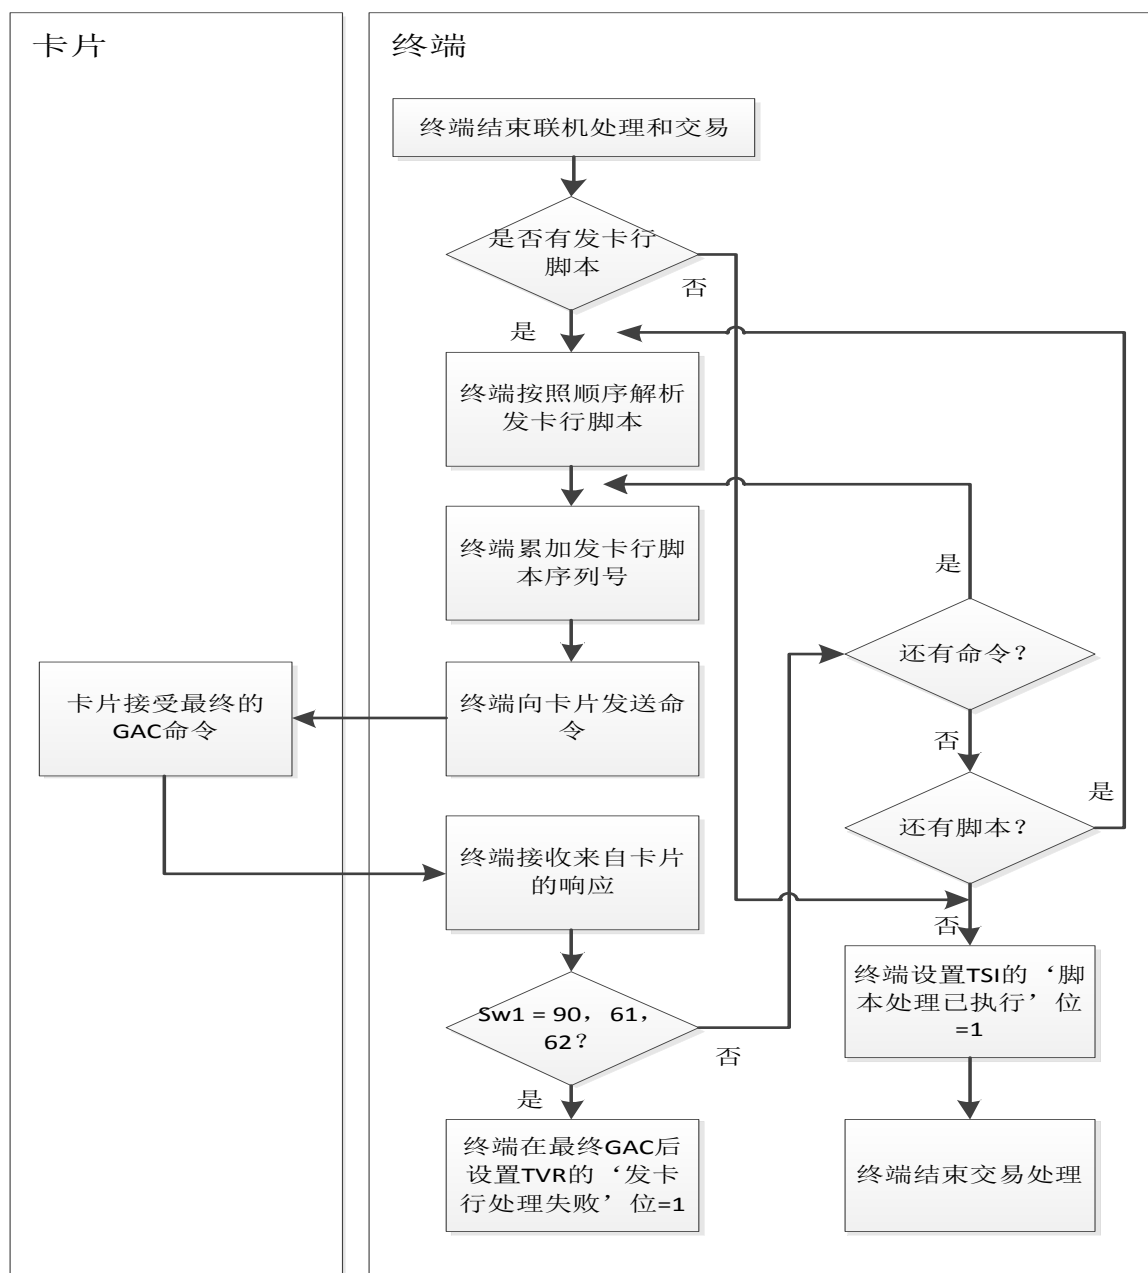 卡片
终端
终端结束联机处理和交易
是否有发卡行
脚本
否
是
终端按照顺序解析
发卡行脚本
终端累加发卡行脚
本序列号
是
还有命令？
卡片接受最终的
GAC命令
终端向卡片发送命
令
否
是
还有脚本？
终端接收来自卡片
的响应
否
终端设置TSI的‘脚
本处理已执行’位
=1
Sw1 = 90，61，
62？
否
是
终端在最终GAC后
设置TVR的‘发卡
行处理失败’位=1
终端结束交易处理